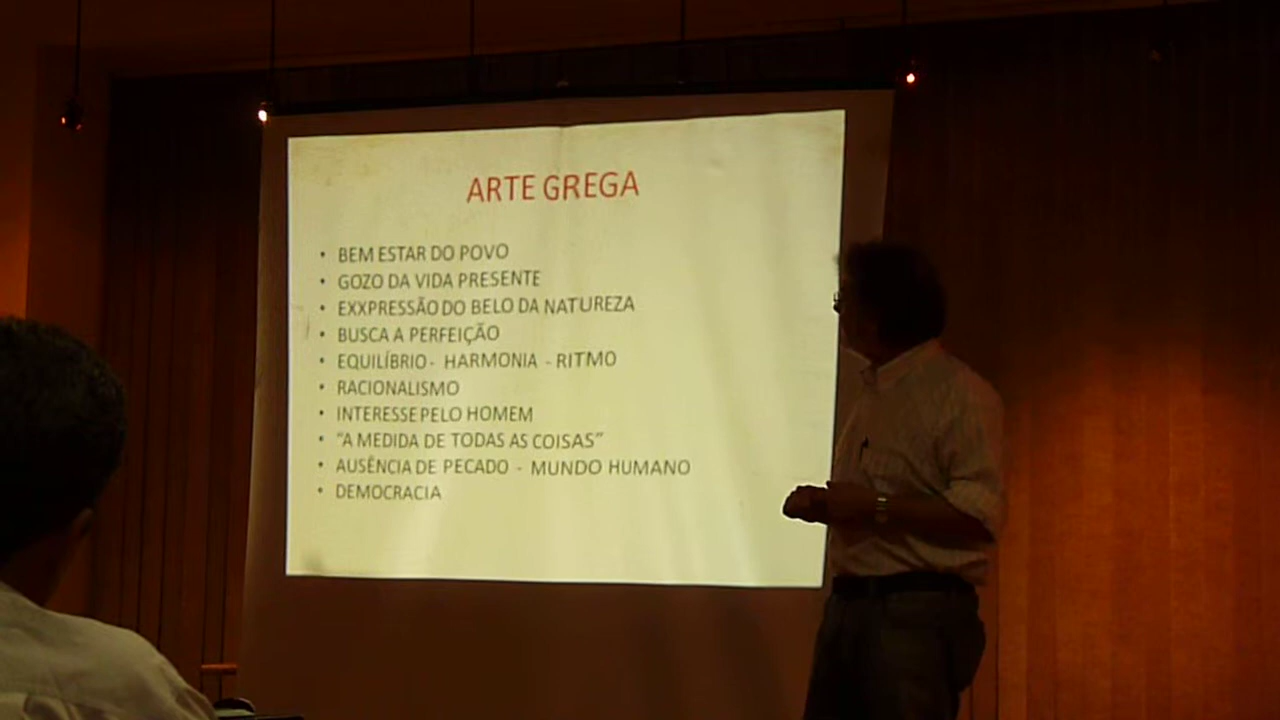 ARTE GREGA
• BEM ESTAR DO POVO
• GOZO DA VIDA PRESENTE
• EXXPRESSÃO DO BELO DA NATUREZA
• BUSCA A PERFEIÇÃO
• EQUILÍBRIO - HARMONIA - RITMO
• RACIONALISMO
• INTERESSE PELO HOMEM
• “A MEDIDA DE TODAS AS COISAS”
• AUSÊNCIA DE PECADO - MUNDO HUMANO
• DEMOCRACIA